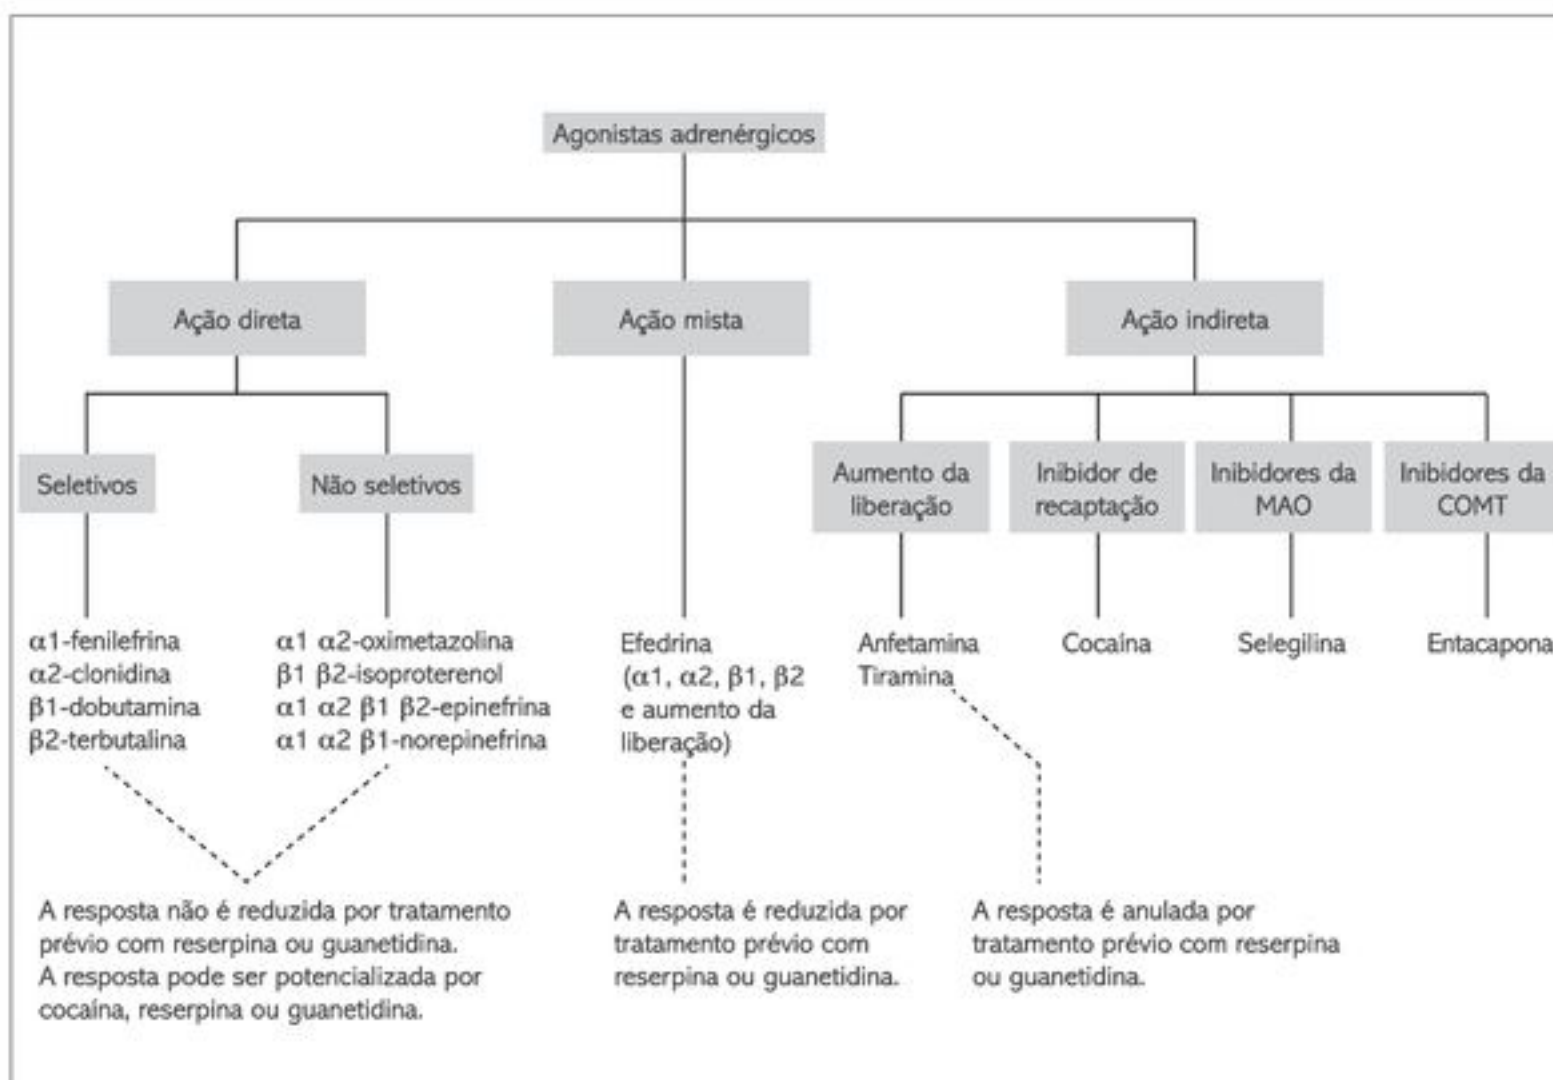 Agonistas adrenérgicos
Ação direta
Ação mista
Ação indireta
Seletivos
Não seletivos
Aumento da
liberação
Inibidor de
recaptação
Inibidores da
MAO
Inibidores da
COMT
α1-fenilefrina
α2-clonidina
β1-dobutamina
β2-terbutalina
α1 α2-oximetazolina
β1 β2-isoproterenol
α1 α2 β1 β2-epinefrina
α1 α2 β1-norepinefrina
Efedrina
(α1, α2, β1, β2
e aumento da
liberação)
Anfetamina
Tiramina
Cocaína
Selegilina
Entacapona
A resposta não é reduzida por tratamento
prévio com reserpina ou guanetidina.
A resposta pode ser potencializada por
cocaína, reserpina ou guanetidina.
A resposta é reduzida por
tratamento prévio com
reserpina ou guanetidina.
A resposta é anulada por
tratamento prévio com reserpina
ou guanetidina.